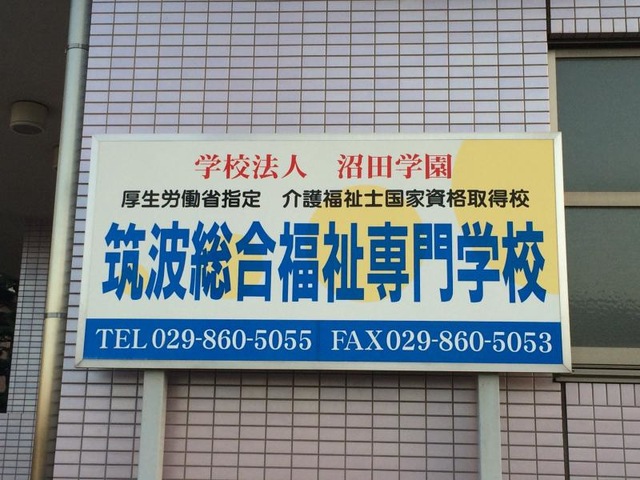 学校法人 沼田学園
厚生労働省指定 介護福祉士国家資格取得校
筑波総合福祉専門学校
TEL 029-860-5055 FAX 029-860-5053